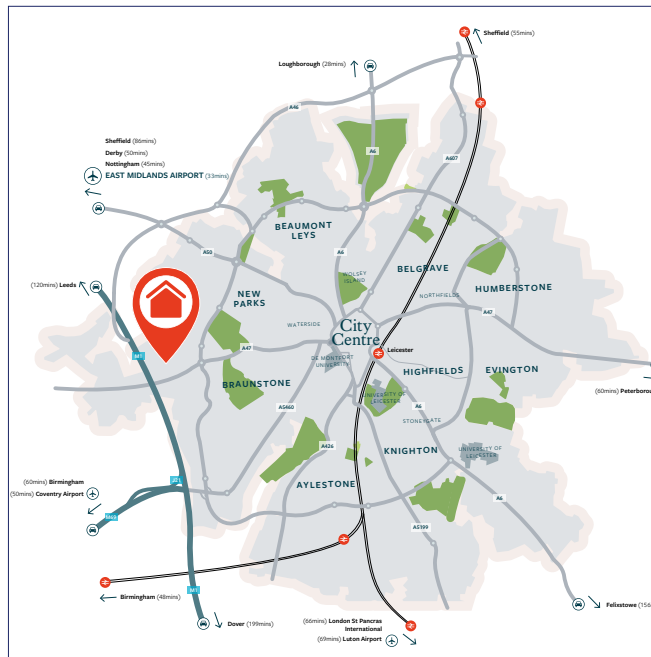 Sheffield (55mins)
Loughborough (28mins)
A46
A6
A607
Sheffield (86mins)
Derby (50mins)
Nottingham (45mins)
EAST MIDLANDS AIRPORT (33mins)
BEAUMONT
LEYS
A50
A6
WOLSEY
ISLAND
BELGRAVE
HUMBERSTONE
(120mins) Leeds
NEW
PARKS
NORTHFIELDS
A47
WATERSIDE
City
Centre
M1
Leicester
A47
DE MONTFORT
UNIVERSITY
HIGHFIELDS
EVINGTON
(60mins) Peterborou
BRAUNSTONE
UNIVERSITY OF
LEICESTER
A5460
A6
STONEYGATE
A426
KNIGHTON
UNIVERSITY OF
LEICESTER
(60mins) Birmingham
(50mins) Coventry Airport
J21
AYLESTONE
A6
M69
A5199
M1
Birmingham (48mins)
Dover (199mins)
(66mins) London St Pancras
International
(69mins) Luton Airport
Felixstowe (156